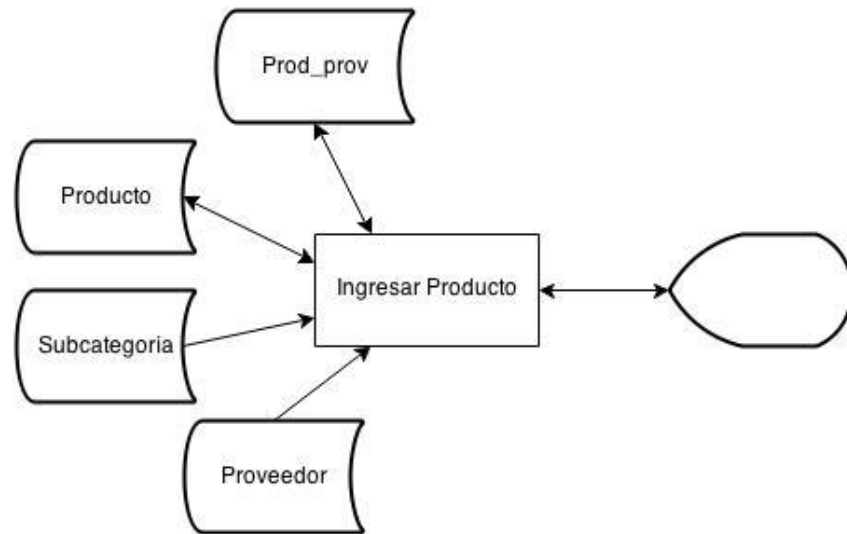 Prod_prov
Producto
Ingresar Producto
Subcategoria
Proveedor